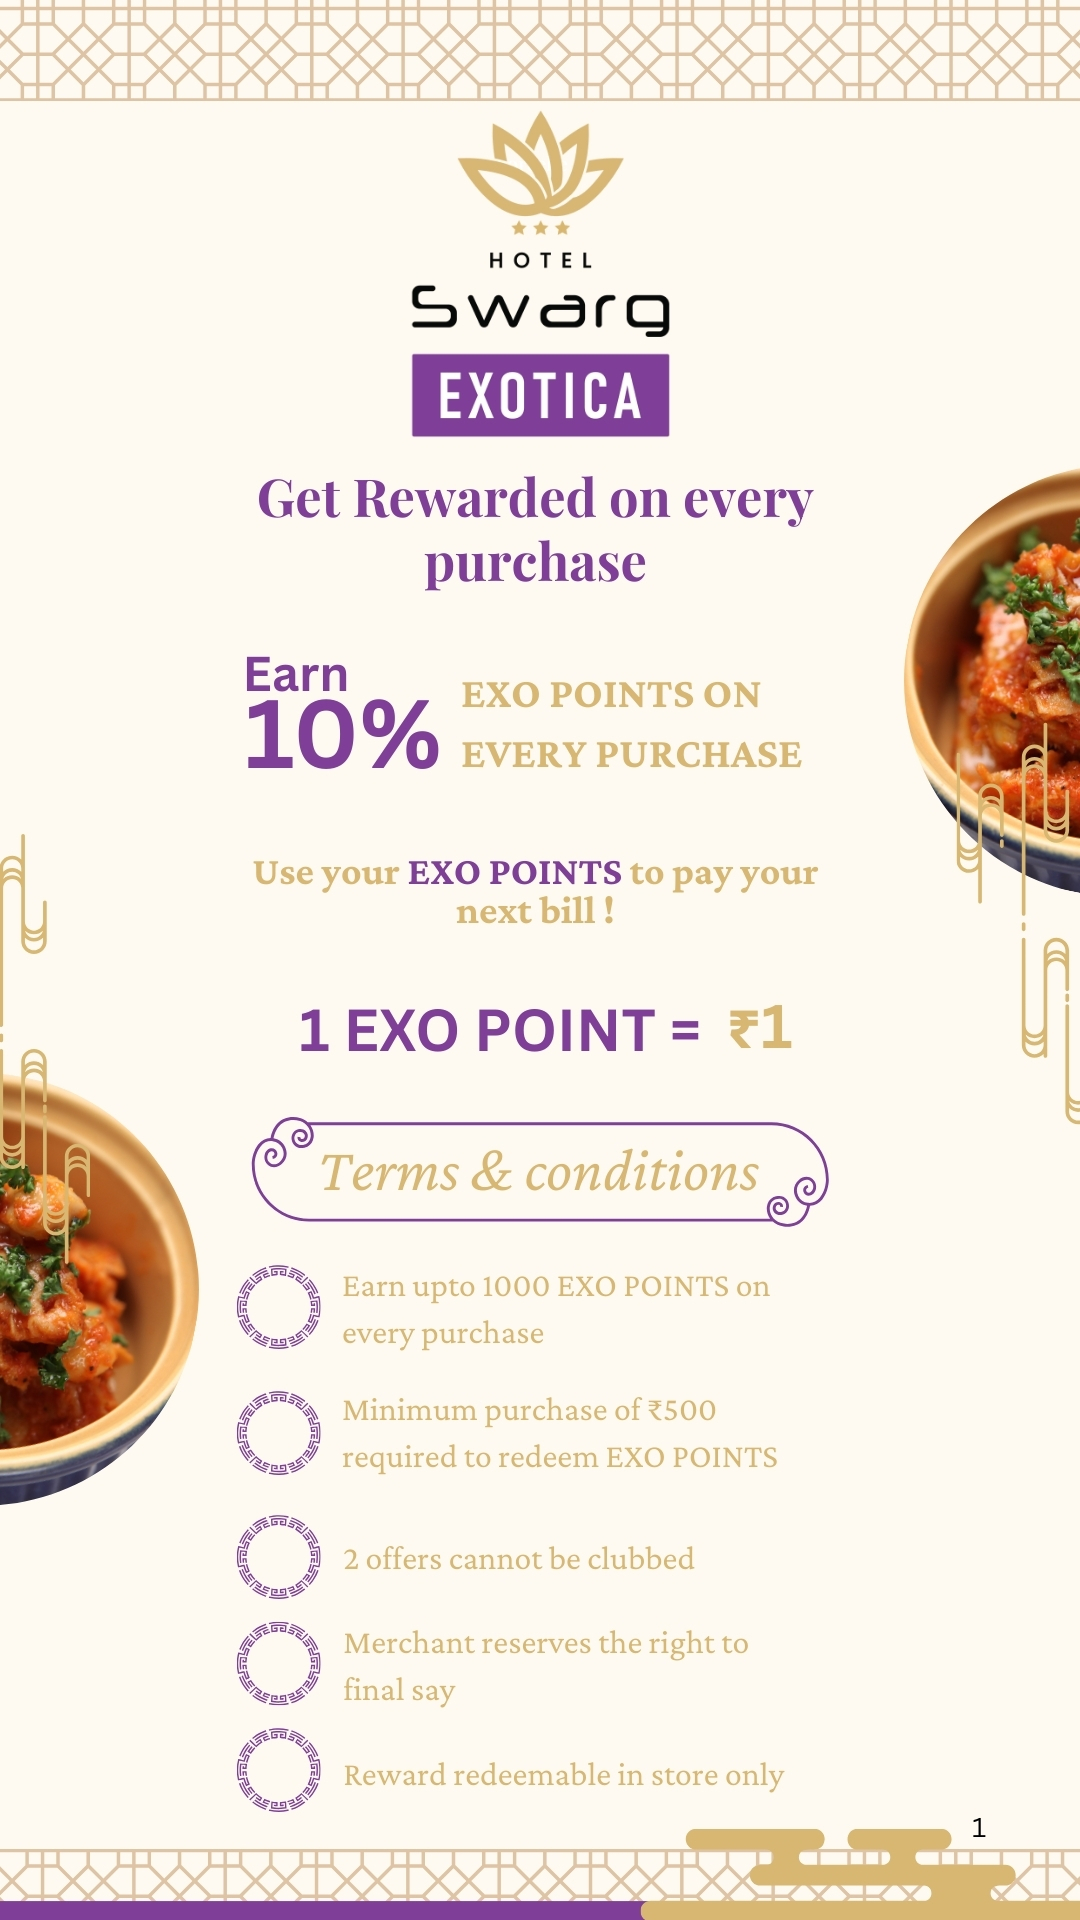 HOTEL
Swarg
EXOTICA
Get Rewarded on every
purchase
Earn
10%
EXO POINTS ON
EVERY PURCHASE
Use your EXO POINTS to pay your
next bill !
1 EXO POINT = ₹1
Terms & conditions
Earn upto 1000 EXO POINTS on
every purchase
Minimum purchase of ₹500
required to redeem EXO POINTS
2 offers cannot be clubbed
Merchant reserves the right to
final say
Reward redeemable in store only
1